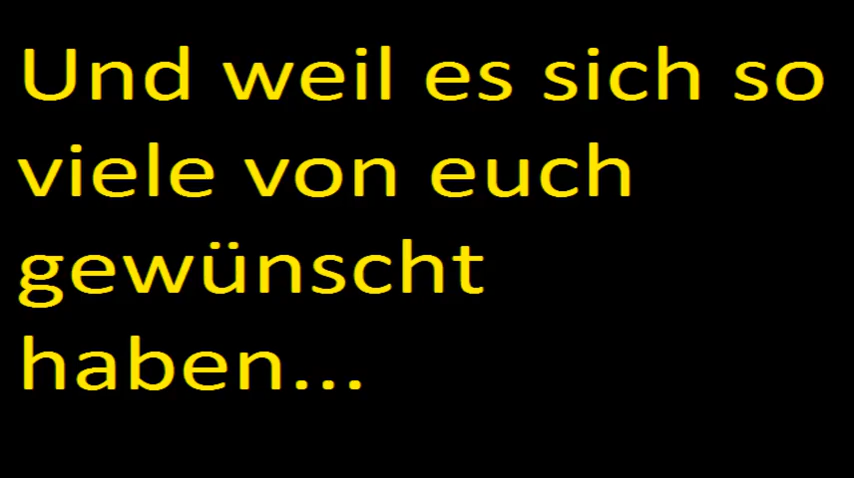 Und weil es sich so
viele von euch
gewünscht
haben...